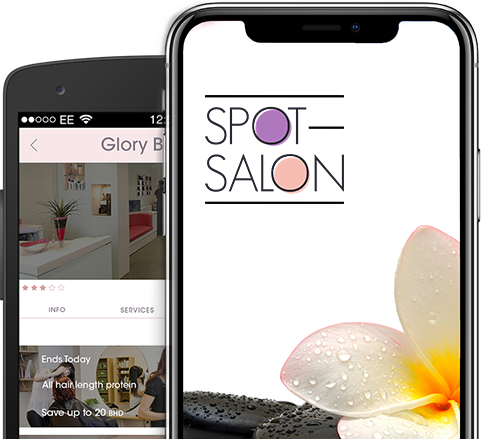 EE 12:
Glory B
INFO SERVICES
Ends Today
All hair length protein
Save up to 20 BHD
SPOT—
SALON